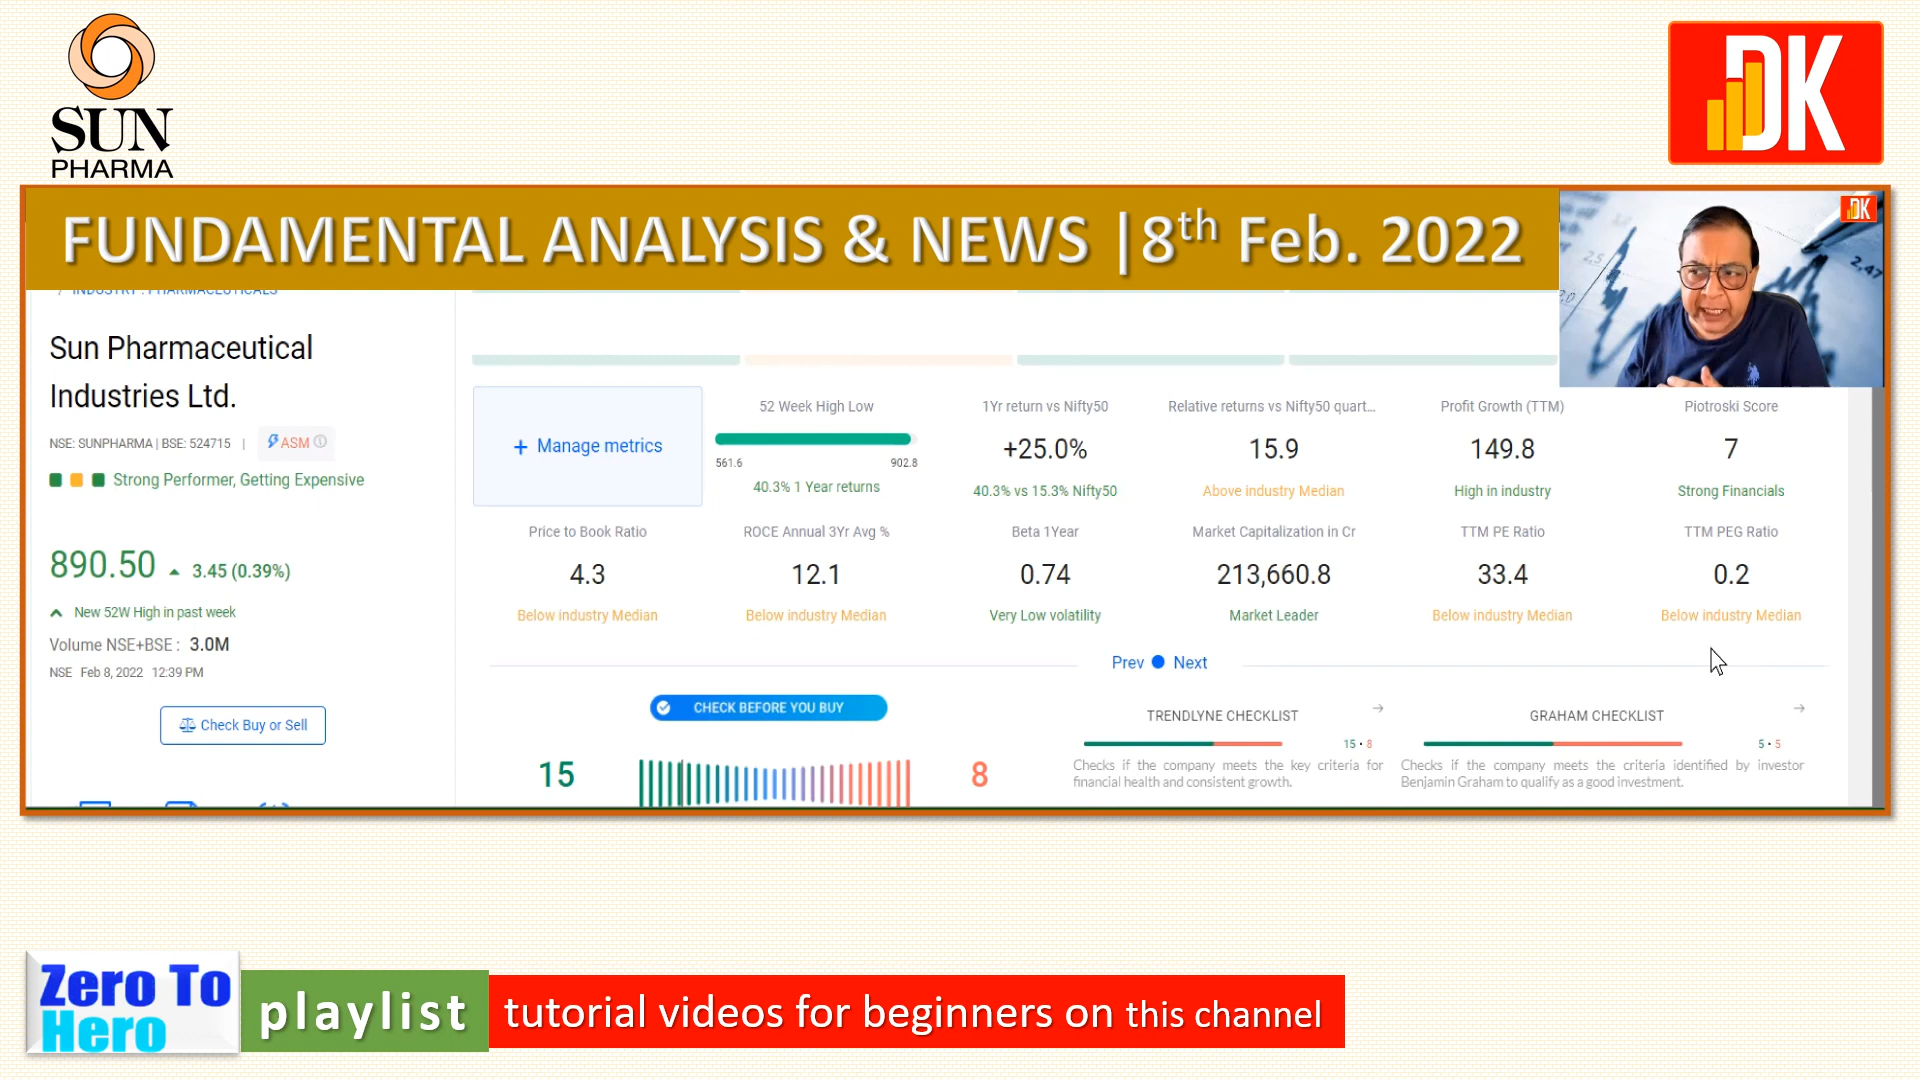 SUN
PHARMA
DK
FUNDAMENTAL ANALYSIS & NEWS |8th Feb. 2022
DK
2,47
/ INDUSTRY : PHARMACEUTICALS
Sun Pharmaceutical
Industries Ltd.
NSE: SUNPHARMA | BSE: 524715 | ASM
Strong Performer, Getting Expensive
890.50 3.45 (0.39%)
New 52W High in past week
Volume NSE+BSE : 3.0M
NSE Feb 8, 2022 12:39 PM
Check Buy or Sell
+ Manage metrics
52 Week High Low
561.6 902.8
40.3% 1 Year returns
1Yr return vs Nifty50
+25.0%
40.3% vs 15.3% Nifty50
Relative returns vs Nifty50 quart...
15.9
Above industry Median
Profit Growth (TTM)
149.8
High in industry
Piotroski Score
7
Strong Financials
Price to Book Ratio
4.3
Below industry Median
ROCE Annual 3Yr Avg %
12.1
Below industry Median
Beta 1Year
0.74
Very Low volatility
Market Capitalization in Cr
213,660.8
Market Leader
TTM PE Ratio
33.4
Below industry Median
TTM PEG Ratio
0.2
Below industry Median
Prev Next
CHECK BEFORE YOU BUY
15 8
TRENDLYNE CHECKLIST
15 • 8
Checks if the company meets the key criteria for
financial health and consistent growth.
GRAHAM CHECKLIST
5 • 5
Checks if the company meets the criteria identified by investor
Benjamin Graham to qualify as a good investment.
Zero To
Hero
playlist
tutorial videos for beginners on this channel